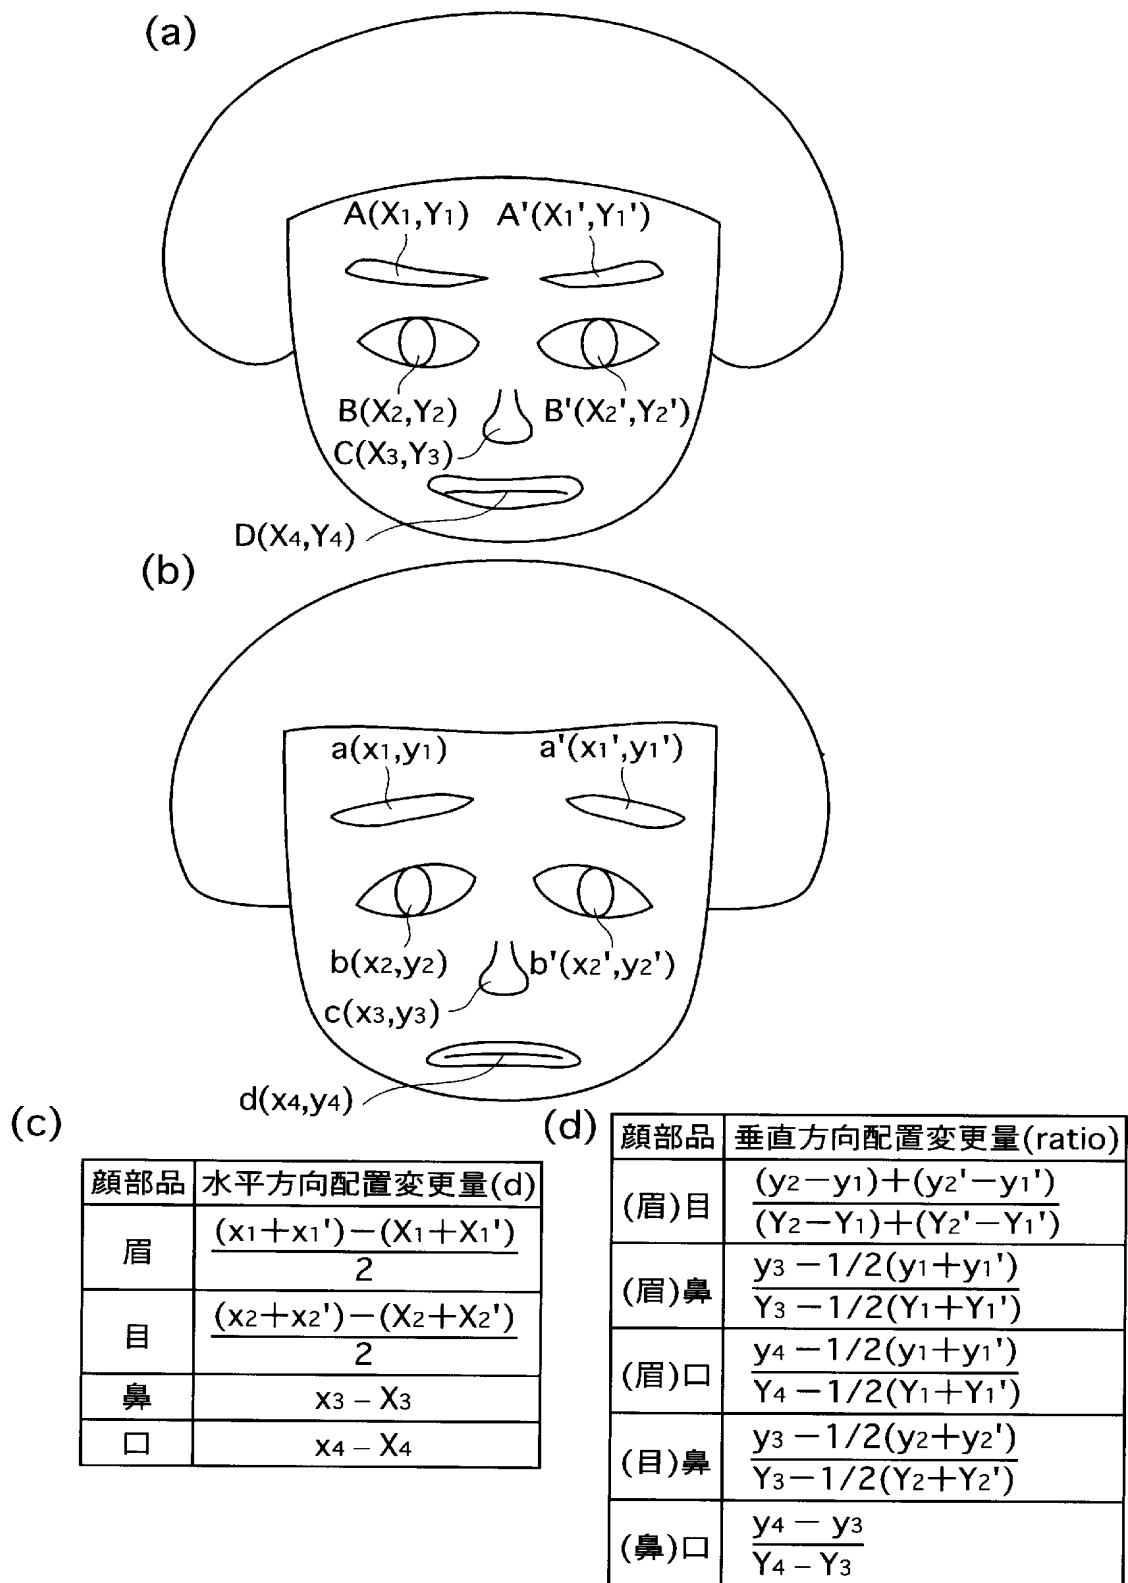 (a)
A(X1,Y1) A'(X1',Y1')
B(X2,Y2) B'(X2',Y2')
C(X3,Y3)
D(X4,Y4)
(b)
a(x1,y1) a'(x1',y1')
b(x2,y2) b'(x2',y2')
c(x3,y3)
d(x4,y4)
(c)
顔部品 水平方向配置変更量(d)
眉 (x1+x1')−(X1+X1')
2
目 (x2+x2')−(X2+X2')
2
鼻 x3 − X3
口 x4 − X4
(d)
顔部品 垂直方向配置変更量(ratio)
(眉)目 (y2−y1)+(y2'−y1')
(Y2−Y1)+(Y2'−Y1')
(眉)鼻 y3 −1/2(y1+y1')
Y3 −1/2(Y1+Y1')
(眉)口 y4 −1/2(y1+y1')
Y4 −1/2(Y1+Y1')
(目)鼻 y3 −1/2(y2+y2')
Y3−1/2(Y2+Y2')
(鼻)口 y4 − y3
Y4 − Y3